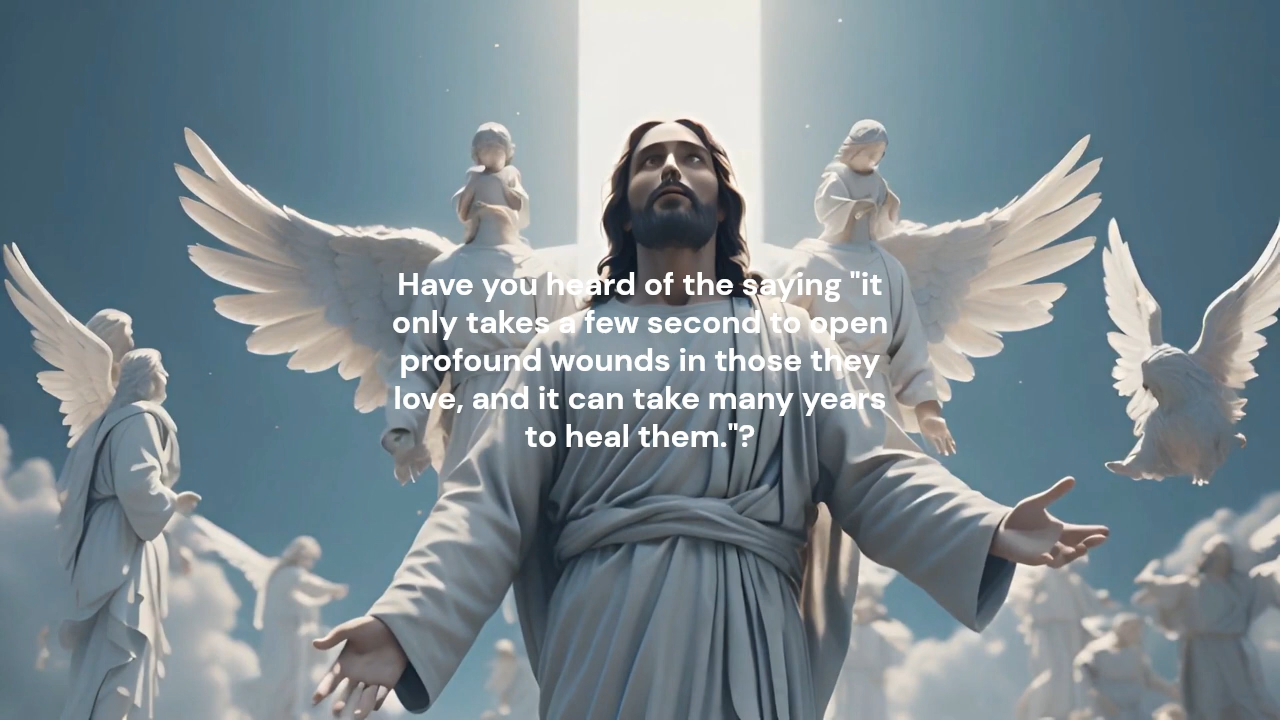 Have you heard of the saying "it
only takes a few second to open
profound wounds in those they
love, and it can take many years
to heal them."?